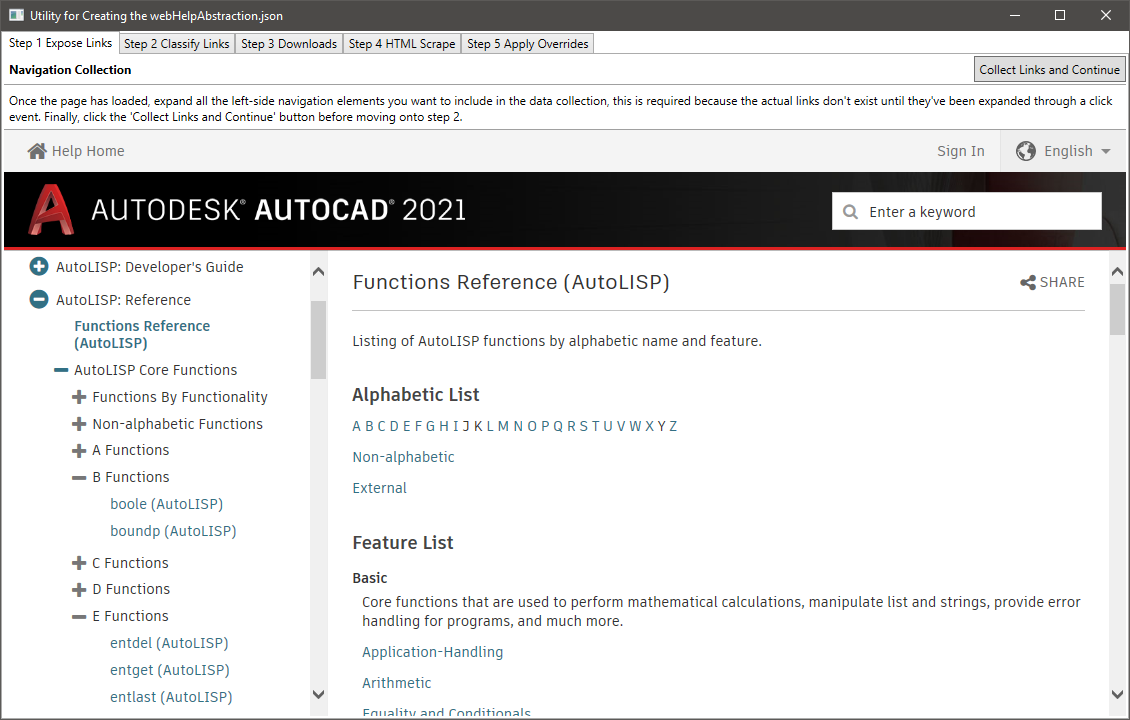 Utility for Creating the webHelpAbstraction.json
Step 1 Expose Links
Step 2 Classify Links
Step 3 Downloads
Step 4 HTML Scrape
Step 5 Apply Overrides
Navigation Collection
Collect Links and Continue
Once the page has loaded, expand all the left-side navigation elements you want to include in the data collection, this is required because the actual links don't exist until they've been expanded through a click
event. Finally, click the 'Collect Links and Continue' button before moving onto step 2.
Help Home
Sign In
English
AUTODESK® AUTOCAD® 2021
Enter a keyword
AutoLISP: Developer's Guide
AutoLISP: Reference
Functions Reference
(AutoLISP)
AutoLISP Core Functions
Functions By Functionality
Non-alphabetic Functions
A Functions
B Functions
boole (AutoLISP)
boundp (AutoLISP)
C Functions
D Functions
E Functions
entdel (AutoLISP)
entget (AutoLISP)
entlast (AutoLISP)
Functions Reference (AutoLISP)
SHARE
Listing of AutoLISP functions by alphabetic name and feature.
Alphabetic List
A B C D E F G H I J K L M N O P Q R S T U V W X Y Z
Non-alphabetic
External
Feature List
Basic
Core functions that are used to perform mathematical calculations, manipulate list and strings, provide error
handling for programs, and much more.
Application-Handling
Arithmetic
Equality and Conditionals